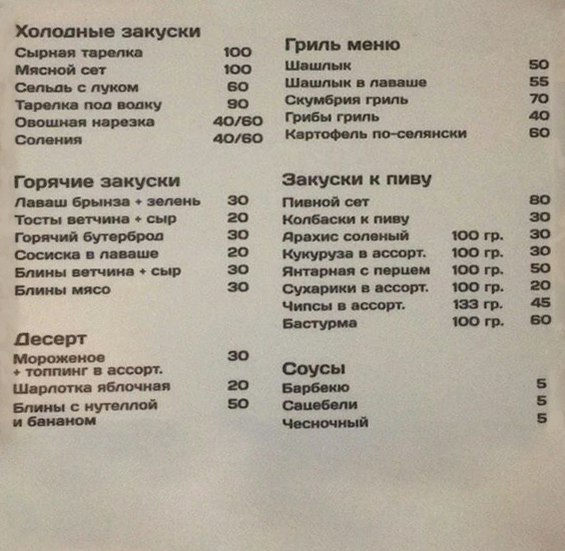 Холодные закуски
Сырная тарелка 100
Мясной сет 100
Сельдь с луком 60
Тарелка под водку 90
Овошная нарезка 40/60
Соления 40/60
Горячие закуски
Лаваш брынза + зелень 30
Тосты ветчина + сыр 20
Горячий бутерброд 30
Сосиска в лаваше 20
Блины ветчина + сыр 30
Блины мясо 30
Десерт
Мороженое 30
+ топпинг в ассорт.
Шарлотка яблочная 20
Блины с нутеллой 50
и бананом
Гриль меню
Шашлык 50
Шашлык в лаваше 55
Скумбрия гриль 70
Грибы гриль 40
Картофель по-селянски 60
Закуски к пиву
Пивной сет 80
Колбаски к пиву 30
Арахис соленый 100 гр. 30
Кукуруза в ассорт. 100 гр. 30
Янтарная с перцем 100 гр. 50
Сухарики в ассорт. 100 гр. 20
Чипсы в ассорт. 133 гр. 45
Бастурма 100 гр. 60
Соусы
Барбекю 5
Сацебели 5
Чесночный 5